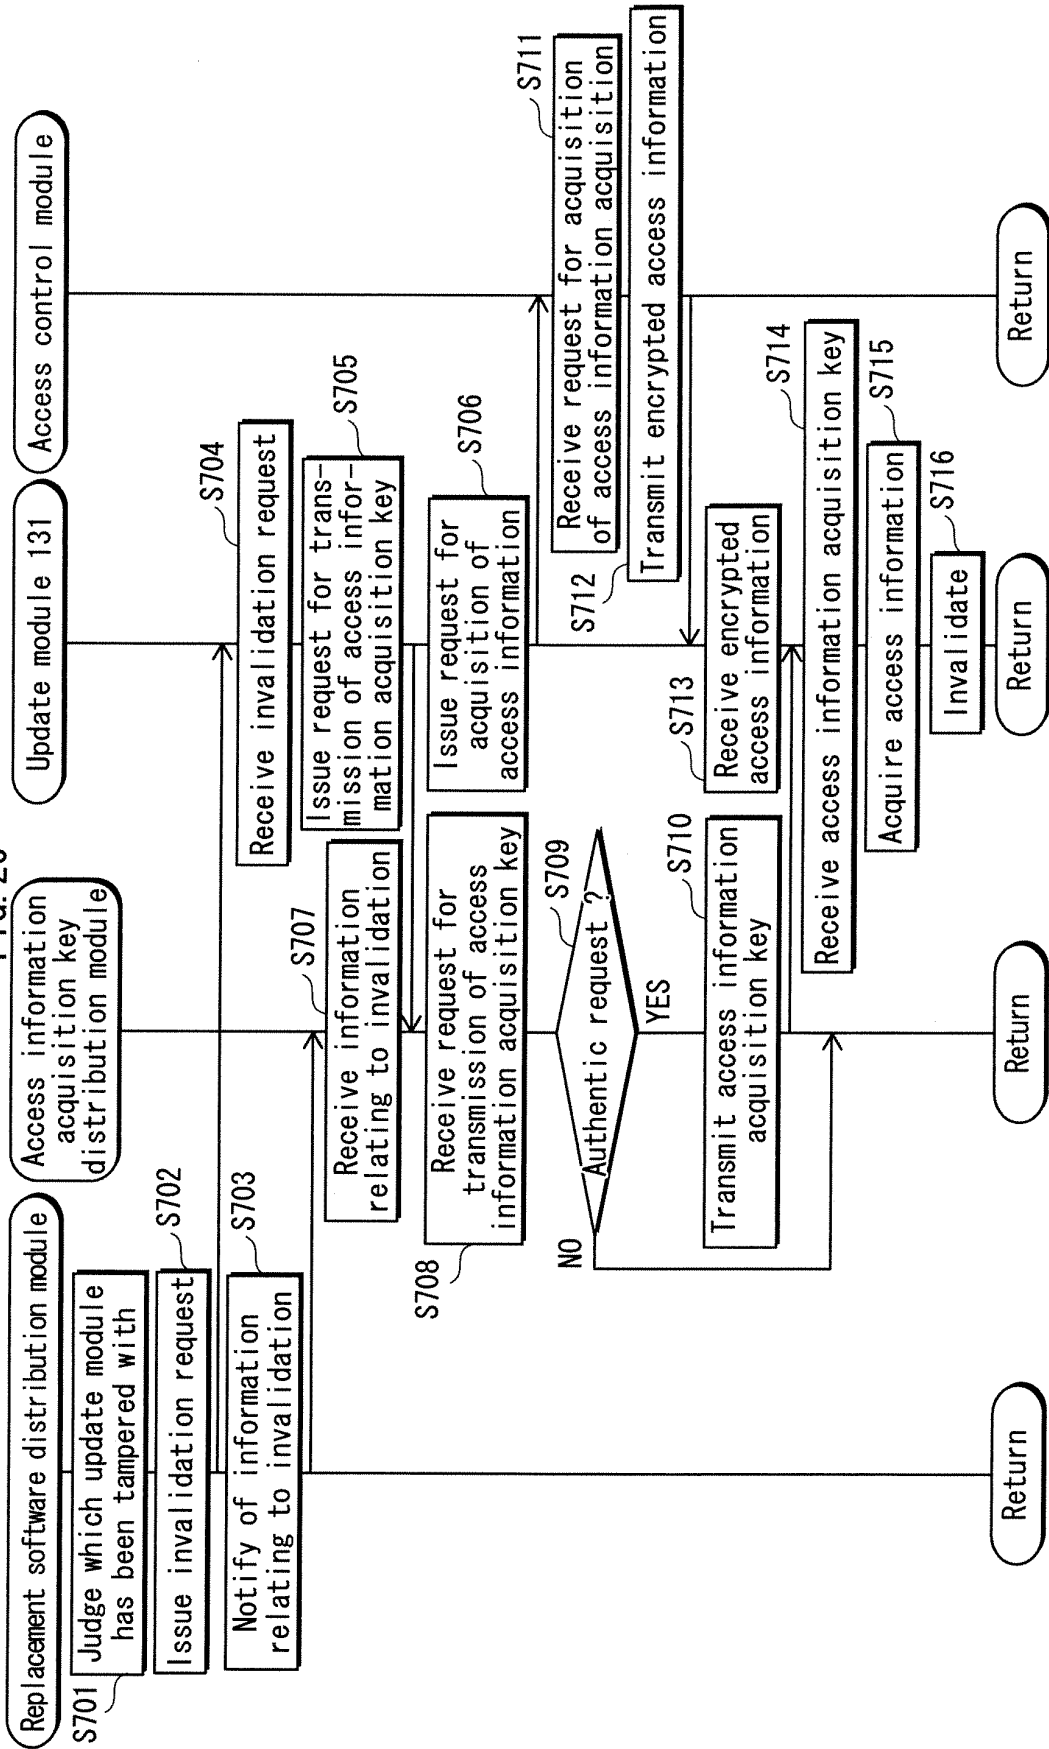 Replacement software distribution module
S701
Judge which update module
has been tampered with
S702
Issue invalidation request
S703
Notify of information
relating to invalidation
Return
Access information
acquisition key
distribution module
S707
Receive information
relating to invalidation
S708
Receive request for
transmission of access
information acquisition key
S709
Authentic request ?
NO
YES
S710
Transmit access information
acquisition key
Return
Update module 131
S704
Receive invalidation request
S705
Issue request for trans-
mission of access infor-
mation acquisition key
S706
Issue request for
acquisition of
access information
S713
Receive encrypted
access information
S714
Receive access information acquisition key
S715
Acquire access information
S716
Invalidate
Return
Access control module
S711
Receive request for acquisition
of access information acquisition
S712
Transmit encrypted access information
Return